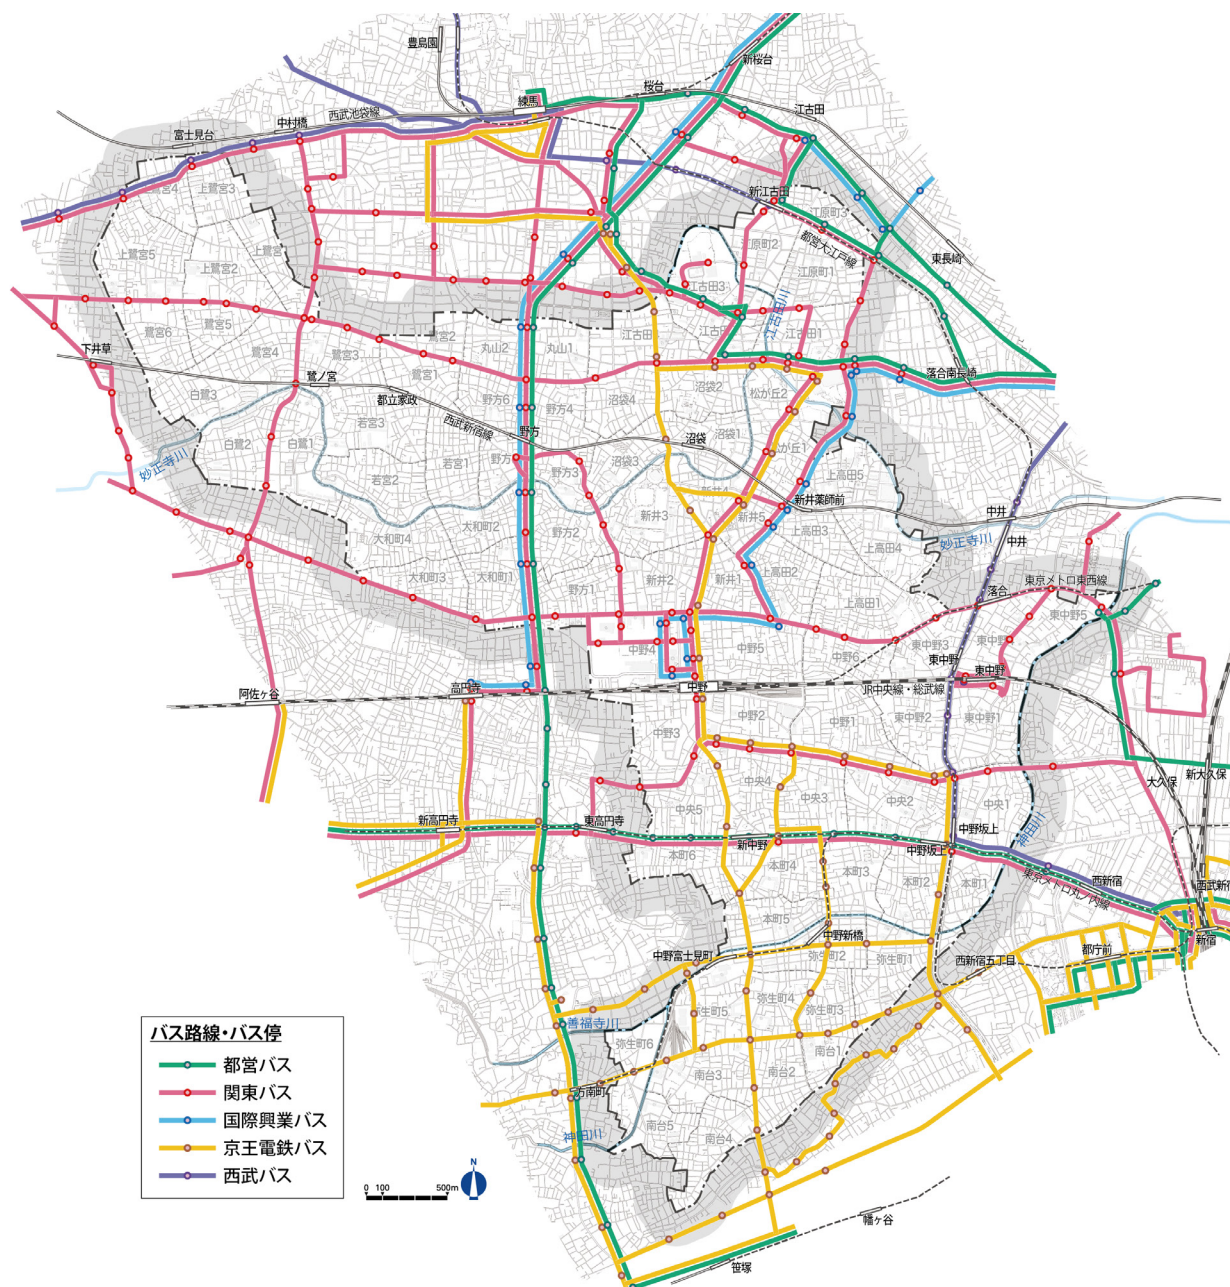 豊島園
新桜台
桜台
練馬
江古田
西武池袋線
中村橋
富士見台
上鷺宮4
上鷺宮3
新江古田
江原町3
上鷺宮1
江原町2
都営大江戸線
上鷺宮5
上鷺宮2
東長崎
江原町1
江古田3
江古田川
鷺宮6
鷺宮5
鷺宮2
丸山2
丸山1
江古田1
下井草
鷺宮4
鷺宮3
鷺宮1
落合南長崎
鷺ノ宮
都立家政
白鷺3
沼袋2
松が丘2
野方6
野方4
沼袋4
若宮3
西武新宿線
野方
沼袋
沼袋1
白鷺2
白鷺1
妙正寺川
若宮1
野方3
沼袋3
上高田5
若宮2
新井薬師前
新井3
新井5
中井
大和町2
野方2
上高田3
中井
妙正寺川
大和町4
上高田4
大和町3
大和町1
野方1
新井2
新井1
上高田2
東京メトロ東西線
落合
上高田1
東中野5
中野4
中野5
中野6
東中野3
東中野
東中野
阿佐ヶ谷
高円寺
中野
JR中央線・総武線
中野3
中野2
中野1
東中野2
東中野1
大久保
新大久保
中央4
中央5
中央3
中央2
中央1
新高円寺
東高円寺
新中野
中野坂上
中野坂上
神田川
本町6
本町4
本町3
本町2
本町1
西新宿
東京メトロ丸ノ内線
本町5
中野新橋
新宿
都庁前
中野富士見町
弥生町2
弥生町1
西新宿五丁目
弥生町4
弥生町3
弥生町5
善福寺川
弥生町6
南台1
南台3
南台2
方南町
南台5
南台4
神田川
幡ヶ谷
笹塚
バス路線・バス停
都営バス
関東バス
国際興業バス
京王電鉄バス
西武バス
N
0 100 500m